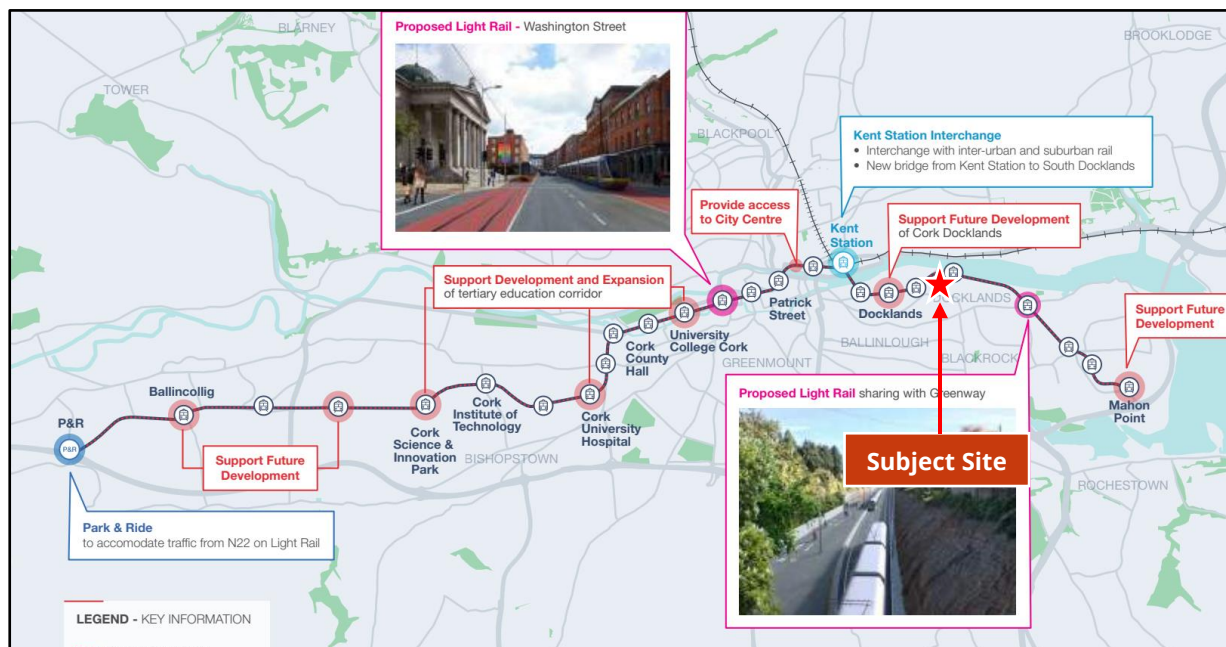 BLARNEY
TOWER
Proposed Light Rail - Washington Street
BROOKLODGE
BLACKPOOL
Kent Station Interchange
• Interchange with inter-urban and suburban rail
• New bridge from Kent Station to South Docklands
Provide access
to City Centre
Kent
Station
Support Future Development
of Cork Docklands
Support Development and Expansion
of tertiary education corridor
Patrick
Street
Docklands
DOCKLANDS
University
College Cork
Cork
County
Hall
GREENMOUNT
BALLINLOUGH
BLACKROCK
Support Future
Development
Mahon
Point
P&R
P&R
Ballincollig
Support Future
Development
Cork
Science &
Innovation
Park
Cork
Institute of
Technology
Cork
University
Hospital
BISHOPSTOWN
Proposed Light Rail sharing with Greenway
Subject Site
ROCHESTOWN
Park & Ride
to accomodate traffic from N22 on Light Rail
LEGEND - KEY INFORMATION